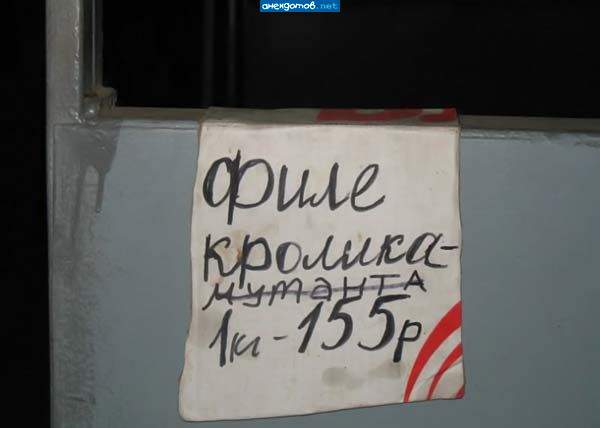 анекдотов.net
Филе
кролика-
мутанта
1кг-155р